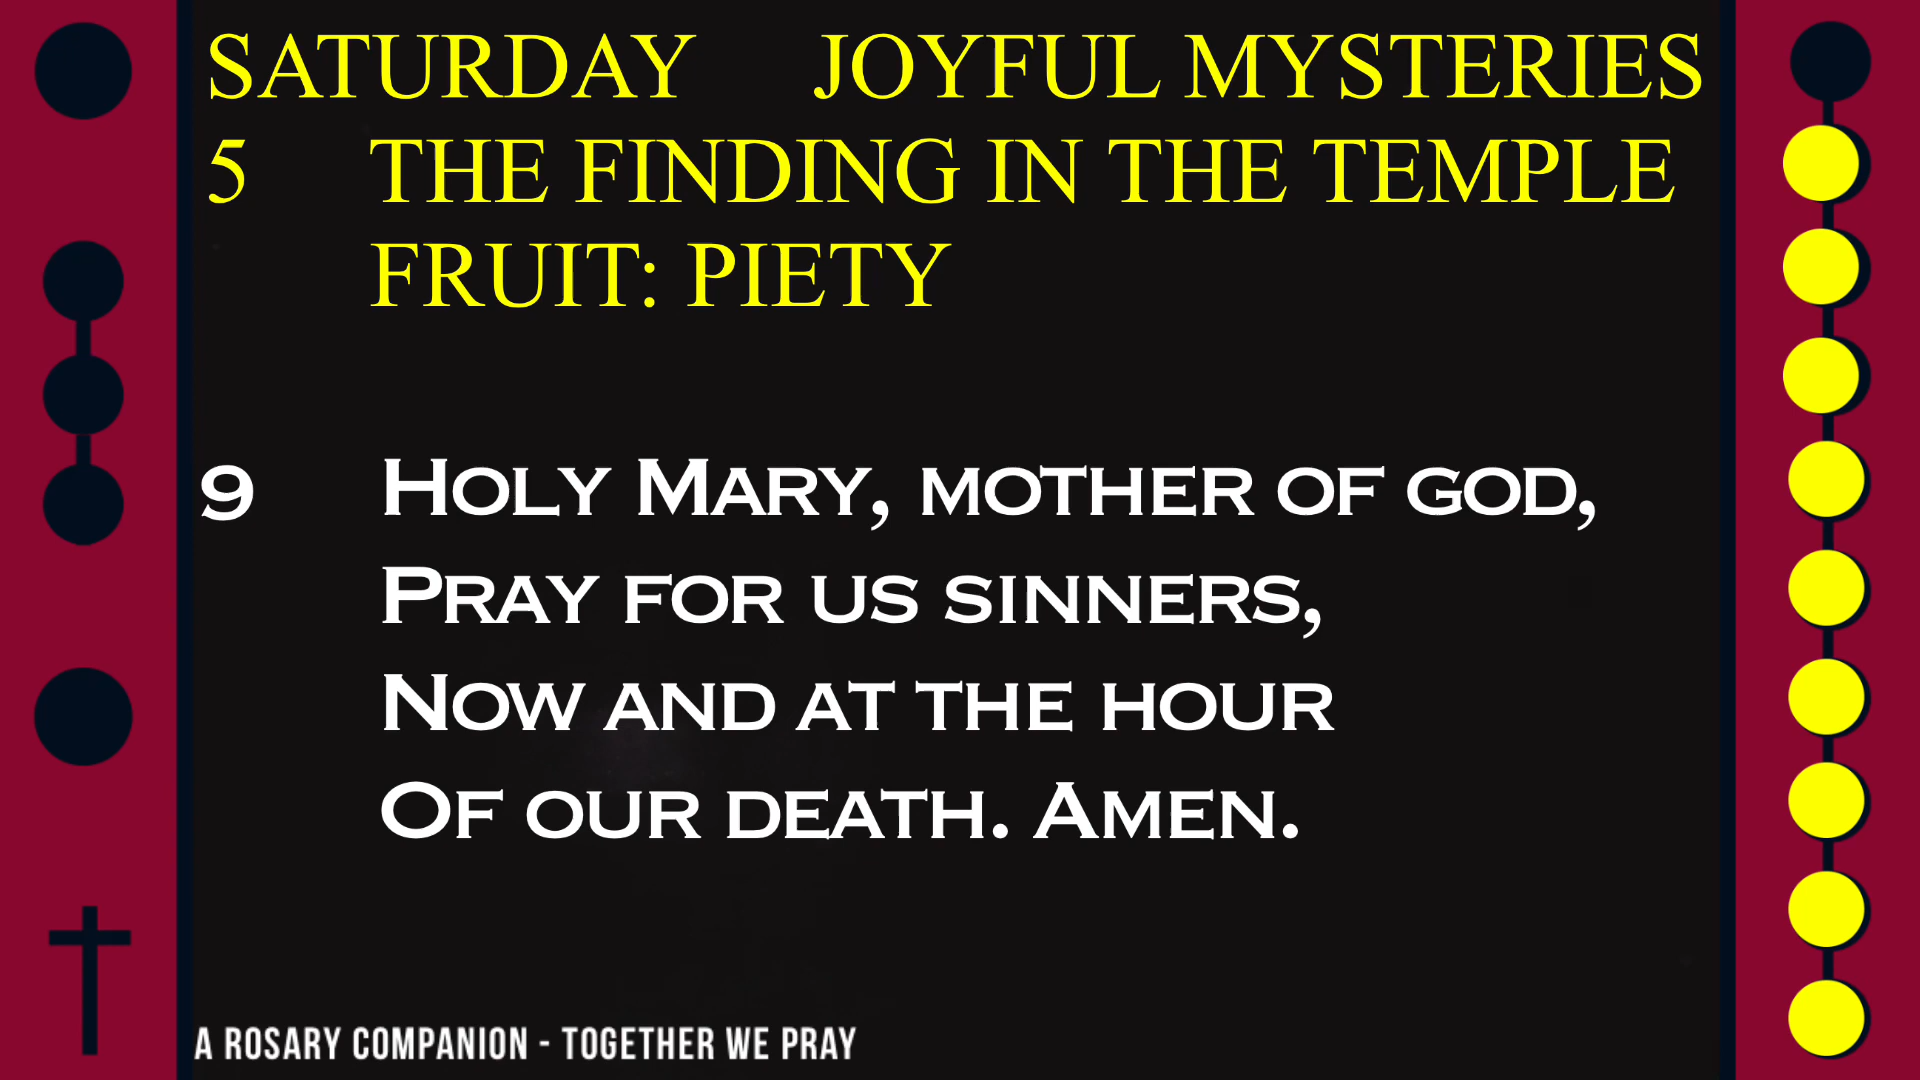 SATURDAY JOYFUL MYSTERIES
5 THE FINDING IN THE TEMPLE
FRUIT: PIETY
9 HOLY MARY, MOTHER OF GOD,
PRAY FOR US SINNERS,
NOW AND AT THE HOUR
OF OUR DEATH. AMEN.
A ROSARY COMPANION - TOGETHER WE PRAY